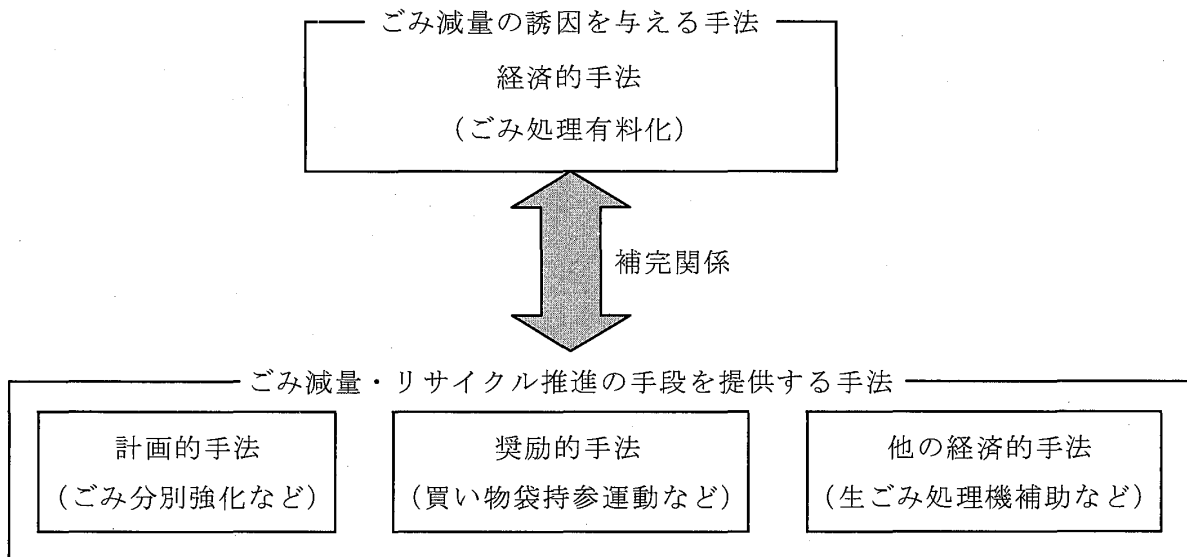 ごみ減量の誘因を与える手法
経済的手法
(ごみ処理有料化)
補完関係
ごみ減量・リサイクル推進の手段を提供する手法
計画的手法
(ごみ分別強化など)
奨励的手法
(買い物袋持参運動など)
他の経済的手法
(生ごみ処理機補助など)